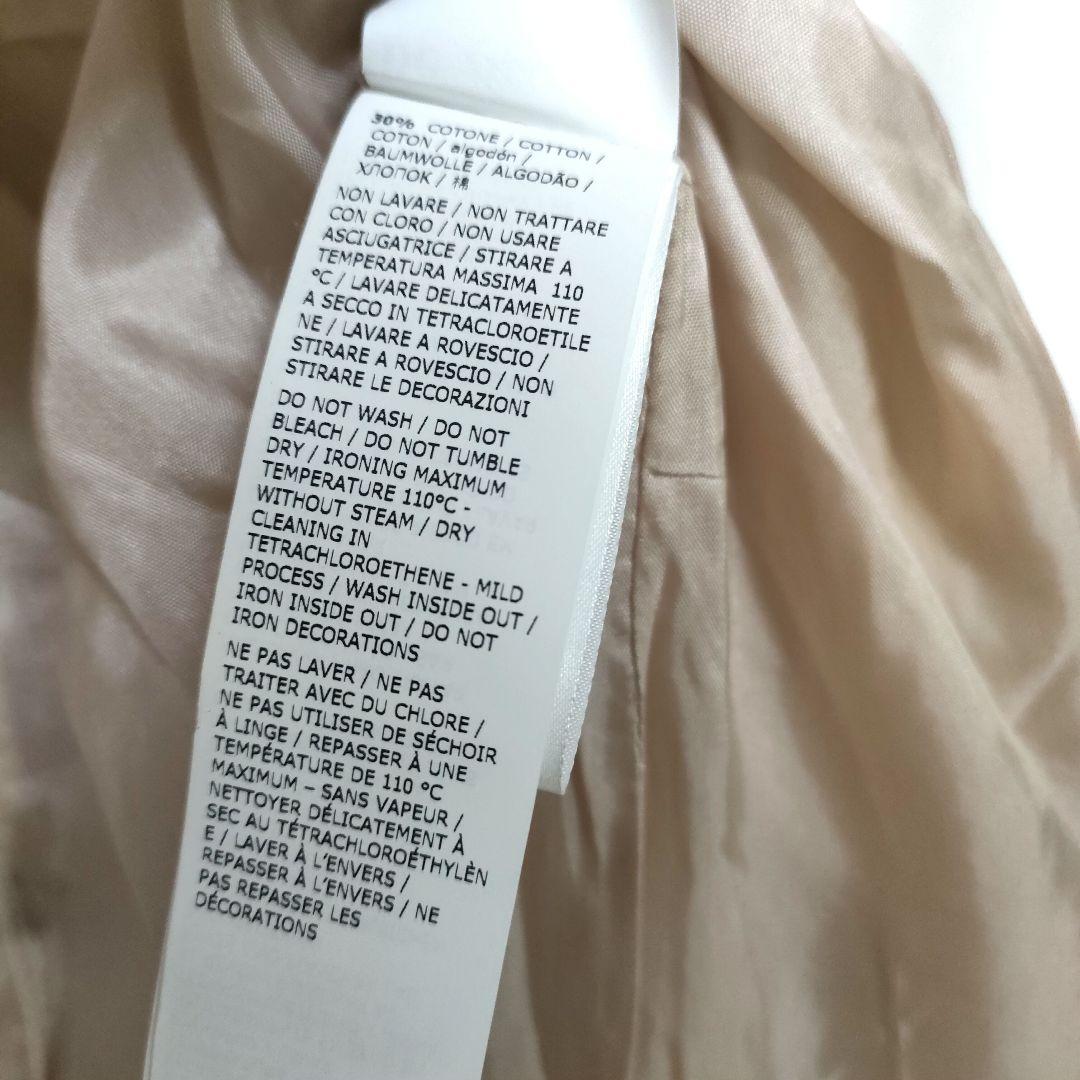 30% COTONE / COTTON /
COTON / algodón /
BAUMWOLLE / ALGODÃO /
ХЛОПОК / 棉
NON LAVARE / NON TRATTARE
CON CLORO / NON USARE
ASCIUGATRICE / STIRARE A
TEMPERATURA MASSIMA 110
°C / LAVARE DELICATAMENTE
A SECCO IN TETRACLOROETILE
NE / LAVARE A ROVESCIO /
STIRARE A ROVESCIO / NON
STIRARE LE DECORAZIONI
DO NOT WASH / DO NOT
BLEACH / DO NOT TUMBLE
DRY / IRONING MAXIMUM
TEMPERATURE 110°C -
WITHOUT STEAM / DRY
CLEANING IN
TETRACHLOROETHENE - MILD
PROCESS / WASH INSIDE OUT /
IRON INSIDE OUT / DO NOT
IRON DECORATIONS
NE PAS LAVER / NE PAS
TRAITER AVEC DU CHLORE /
NE PAS UTILISER DE SÉCHOIR
À LINGE / REPASSER À UNE
TEMPÉRATURE DE 110 °C
MAXIMUM – SANS VAPEUR /
NETTOYER DÉLICATEMENT À
SEC AU TÉTRACHLOROÉTHYLÈN
E / LAVER À L'ENVERS /
REPASSER À L'ENVERS / NE
PAS REPASSER LES
DÉCORATIONS